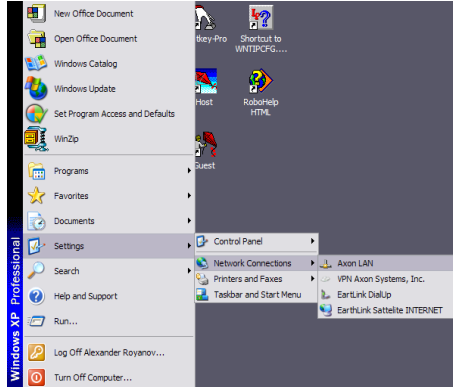 New Office Document
Open Office Document
Windows Catalog
Windows Update
Set Program Access and Defaults
WinZip
Programs
Favorites
Documents
Settings
Search
Help and Support
Run...
Log Off Alexander Royanov...
Turn Off Computer...
Windows XP Professional
Control Panel
Network Connections
Printers and Faxes
Taskbar and Start Menu
Axon LAN
VPN Axon Systems, Inc.
EartLink DialUp
EarthLink Sattelite INTERNET
tkey-Pro
Shortcut to
WNTIPCFG....
Host
RoboHelp
HTML
Guest